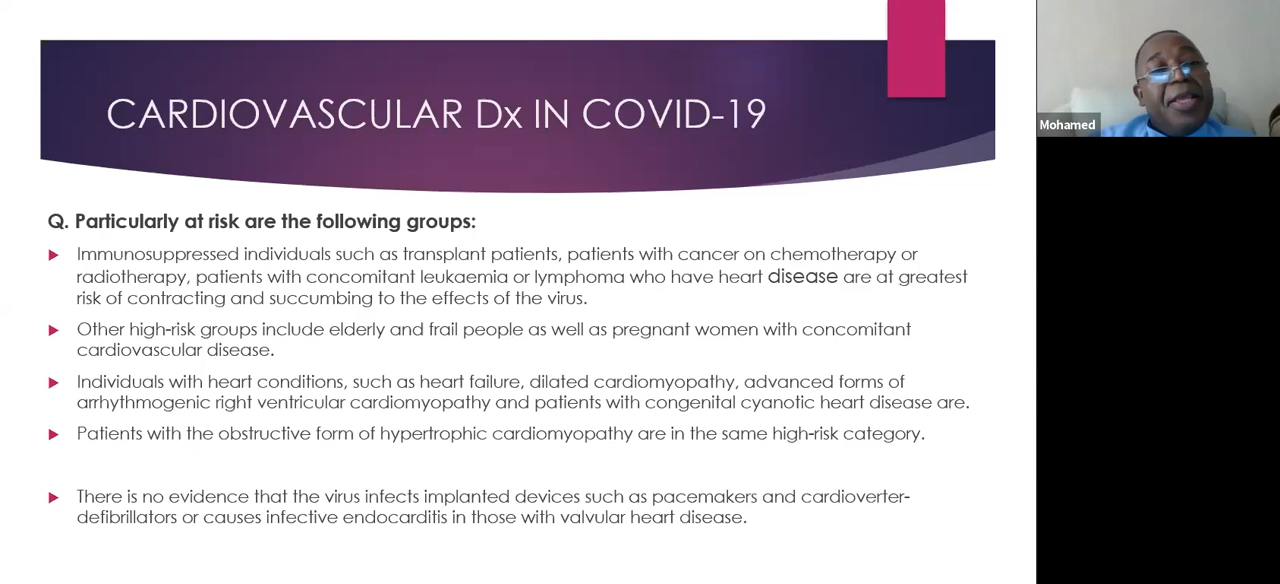 CARDIOVASCULAR Dx IN COVID-19
Q. Particularly at risk are the following groups:
Immunosuppressed individuals such as transplant patients, patients with cancer on chemotherapy or
radiotherapy, patients with concomitant leukaemia or lymphoma who have heart disease are at greatest
risk of contracting and succumbing to the effects of the virus.
Other high-risk groups include elderly and frail people as well as pregnant women with concomitant
cardiovascular disease.
Individuals with heart conditions, such as heart failure, dilated cardiomyopathy, advanced forms of
arrhythmogenic right ventricular cardiomyopathy and patients with congenital cyanotic heart disease are.
Patients with the obstructive form of hypertrophic cardiomyopathy are in the same high-risk category.
There is no evidence that the virus infects implanted devices such as pacemakers and cardioverter-
defibrillators or causes infective endocarditis in those with valvular heart disease.
Mohamed